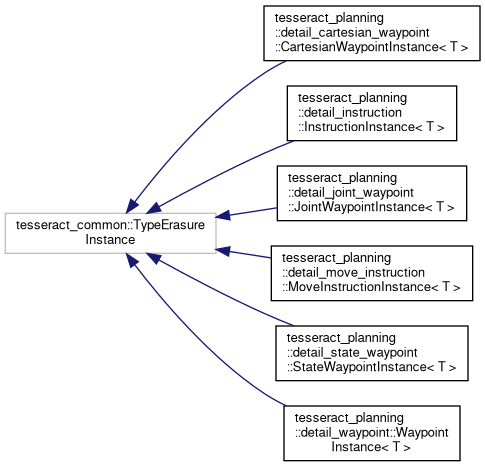 tesseract_planning
::detail_cartesian_waypoint
::CartesianWaypointInstance< T >
tesseract_planning
::detail_instruction
::InstructionInstance< T >
tesseract_planning
::detail_joint_waypoint
::JointWaypointInstance< T >
tesseract_common::TypeErasure
Instance
tesseract_planning
::detail_move_instruction
::MoveInstructionInstance< T >
tesseract_planning
::detail_state_waypoint
::StateWaypointInstance< T >
tesseract_planning
::detail_waypoint::Waypoint
Instance< T >